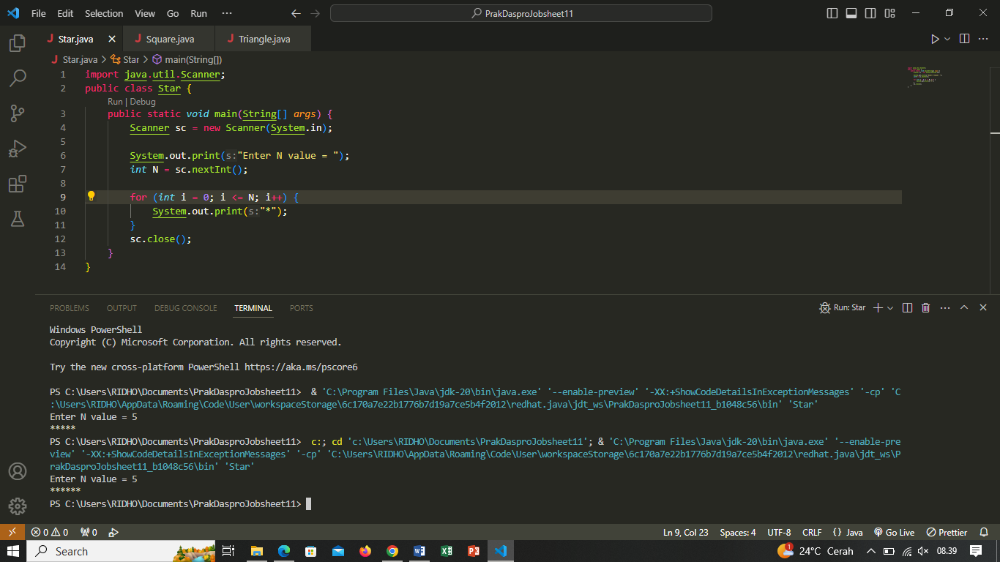 File Edit Selection View Go Run ··· PrakDasproJobsheet11
Star.java Square.java Triangle.java
Star.java > Star > main(String[])
1 import java.util.Scanner;
2 public class Star {
Run | Debug
3 public static void main(String[] args) {
4 Scanner sc = new Scanner(System.in);
5
6 System.out.print(s:"Enter N value = ");
7 int N = sc.nextInt();
8
9 for (int i = 0; i <= N; i++) {
10 System.out.print(s:"*");
11 }
12 sc.close();
13 }
14 }
PROBLEMS OUTPUT DEBUG CONSOLE TERMINAL PORTS Run: Star
Windows PowerShell
Copyright (C) Microsoft Corporation. All rights reserved.
Try the new cross-platform PowerShell https://aka.ms/pscore6
PS C:\Users\RIDHO\Documents\PrakDasproJobsheet11> & 'C:\Program Files\Java\jdk-20\bin\java.exe' '--enable-preview' '-XX:+ShowCodeDetailsInExceptionMessages' '-cp' 'C
:\Users\RIDHO\AppData\Roaming\Code\User\workspaceStorage\6c170a7e22b1776b7d19a7ce5b4f2012\redhat.java\jdt_ws\PrakDasproJobsheet11_b1048c56\bin' 'Star'
Enter N value = 5
*****
PS C:\Users\RIDHO\Documents\PrakDasproJobsheet11> c:; cd 'c:\Users\RIDHO\Documents\PrakDasproJobsheet11'; & 'C:\Program Files\Java\jdk-20\bin\java.exe' '--enable-pre
view' '-XX:+ShowCodeDetailsInExceptionMessages' '-cp' 'C:\Users\RIDHO\AppData\Roaming\Code\User\workspaceStorage\6c170a7e22b1776b7d19a7ce5b4f2012\redhat.java\jdt_ws\P
rakDasproJobsheet11_b1048c56\bin' 'Star'
Enter N value = 5
******
PS C:\Users\RIDHO\Documents\PrakDasproJobsheet11>
0 0 0 Ln 9, Col 23 Spaces: 4 UTF-8 CRLF {} Java Go Live Prettier
Search 1 24°C Cerah 08.39